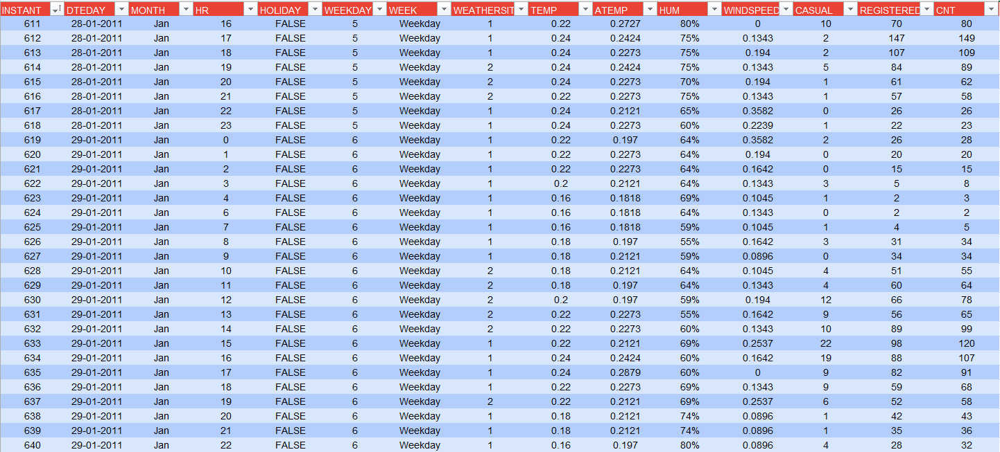 INSTANT DTEDAY MONTH HR HOLIDAY WEEKDAY WEEK WEATHERSIT TEMP ATEMP HUM WINDSPEED CASUAL REGISTERED CNT
611 28-01-2011 Jan 16 FALSE 5 Weekday 1 0.22 0.2727 80% 0 10 70 80
612 28-01-2011 Jan 17 FALSE 5 Weekday 1 0.24 0.2424 75% 0.1343 2 147 149
613 28-01-2011 Jan 18 FALSE 5 Weekday 1 0.24 0.2273 75% 0.194 2 107 109
614 28-01-2011 Jan 19 FALSE 5 Weekday 2 0.24 0.2424 75% 0.1343 5 84 89
615 28-01-2011 Jan 20 FALSE 5 Weekday 2 0.24 0.2273 70% 0.194 1 61 62
616 28-01-2011 Jan 21 FALSE 5 Weekday 2 0.22 0.2273 75% 0.1343 1 57 58
617 28-01-2011 Jan 22 FALSE 5 Weekday 1 0.24 0.2121 65% 0.3582 0 26 26
618 28-01-2011 Jan 23 FALSE 5 Weekday 1 0.24 0.2273 60% 0.2239 1 22 23
619 29-01-2011 Jan 0 FALSE 6 Weekday 1 0.22 0.197 64% 0.3582 2 26 28
620 29-01-2011 Jan 1 FALSE 6 Weekday 1 0.22 0.2273 64% 0.194 0 20 20
621 29-01-2011 Jan 2 FALSE 6 Weekday 1 0.22 0.2273 64% 0.1642 0 15 15
622 29-01-2011 Jan 3 FALSE 6 Weekday 1 0.2 0.2121 64% 0.1343 3 5 8
623 29-01-2011 Jan 4 FALSE 6 Weekday 1 0.16 0.1818 69% 0.1045 1 2 3
624 29-01-2011 Jan 6 FALSE 6 Weekday 1 0.16 0.1818 64% 0.1343 0 2 2
625 29-01-2011 Jan 7 FALSE 6 Weekday 1 0.16 0.1818 59% 0.1045 1 4 5
626 29-01-2011 Jan 8 FALSE 6 Weekday 1 0.18 0.197 55% 0.1642 3 31 34
627 29-01-2011 Jan 9 FALSE 6 Weekday 1 0.18 0.2121 59% 0.0896 0 34 34
628 29-01-2011 Jan 10 FALSE 6 Weekday 2 0.18 0.2121 64% 0.1045 4 51 55
629 29-01-2011 Jan 11 FALSE 6 Weekday 2 0.18 0.197 64% 0.1343 4 60 64
630 29-01-2011 Jan 12 FALSE 6 Weekday 2 0.2 0.197 59% 0.194 12 66 78
631 29-01-2011 Jan 13 FALSE 6 Weekday 2 0.22 0.2273 55% 0.1642 9 56 65
632 29-01-2011 Jan 14 FALSE 6 Weekday 2 0.22 0.2273 60% 0.1343 10 89 99
633 29-01-2011 Jan 15 FALSE 6 Weekday 1 0.22 0.2121 69% 0.2537 22 98 120
634 29-01-2011 Jan 16 FALSE 6 Weekday 1 0.24 0.2424 60% 0.1642 19 88 107
635 29-01-2011 Jan 17 FALSE 6 Weekday 1 0.24 0.2879 60% 0 9 82 91
636 29-01-2011 Jan 18 FALSE 6 Weekday 1 0.22 0.2273 69% 0.1343 9 59 68
637 29-01-2011 Jan 19 FALSE 6 Weekday 2 0.22 0.2121 69% 0.2537 6 52 58
638 29-01-2011 Jan 20 FALSE 6 Weekday 1 0.18 0.2121 74% 0.0896 1 42 43
639 29-01-2011 Jan 21 FALSE 6 Weekday 1 0.18 0.2121 74% 0.0896 1 35 36
640 29-01-2011 Jan 22 FALSE 6 Weekday 1 0.16 0.197 80% 0.0896 4 28 32